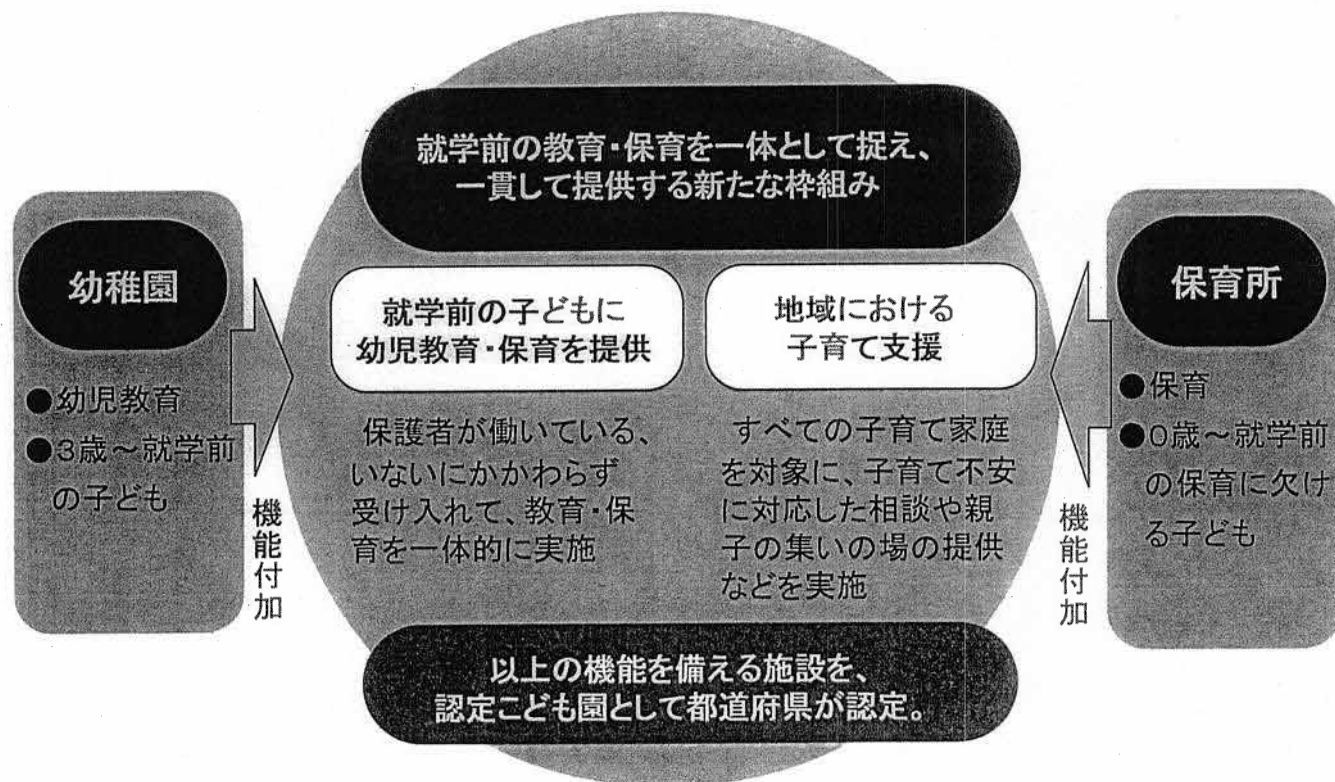 就学前の教育・保育を一体として捉え、
一貫して提供する新たな枠組み
幼稚園
●幼児教育
●3歳～就学前
の子ども
機能付加
就学前の子どもに
幼児教育・保育を提供
保護者が働いている、
いないにかかわらず
受け入れて、教育・保
育を一体的に実施
地域における
子育て支援
すべての子育て家庭
を対象に、子育て不安
に対応した相談や親
子の集いの場の提供
などを実施
保育所
●保育
●0歳～就学前
の保育に欠け
る子ども
機能付加
以上の機能を備える施設を、
認定こども園として都道府県が認定。